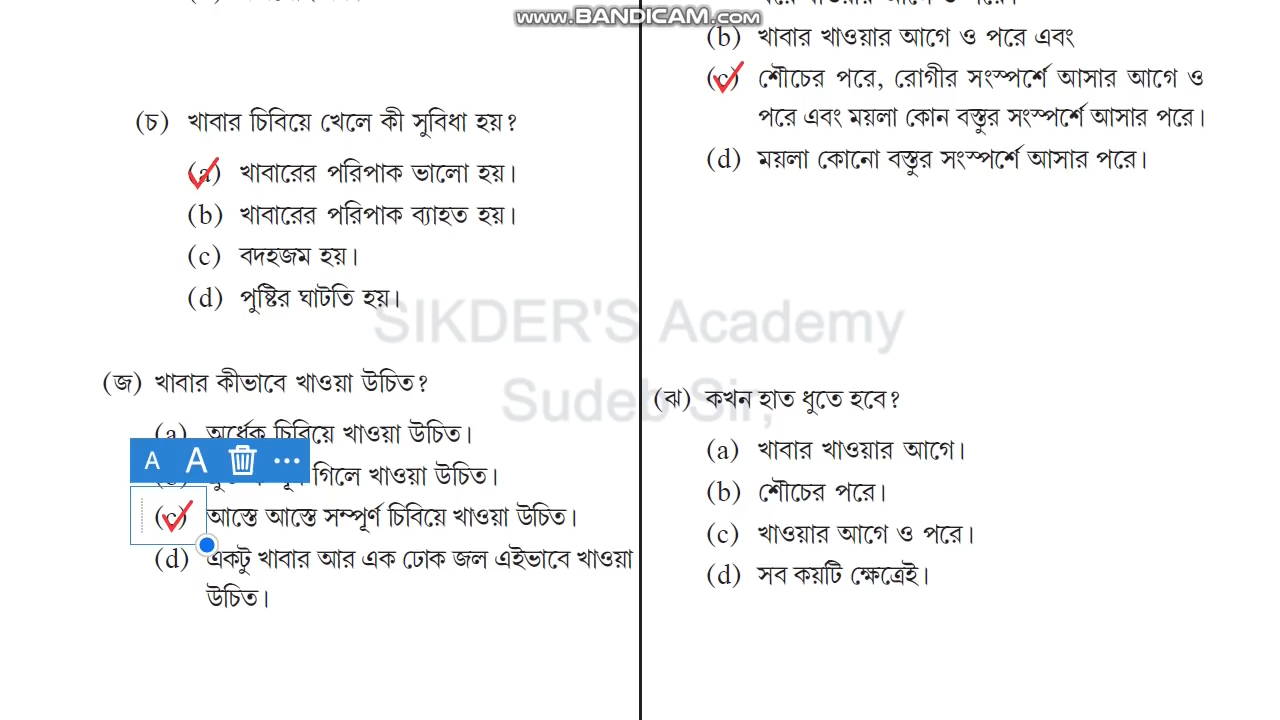 www.BANDICAM.com
(চ) খাবার চিবিয়ে খেলে কী সুবিধা হয়?
(a) খাবারের পরিপাক ভালো হয়।
(b) খাবারের পরিপাক ব্যাহত হয়।
(c) বদহজম হয়।
(d) পুষ্টির ঘাটতি হয়।
(জ) খাবার কীভাবে খাওয়া উচিত?
(a) অর্ধেক চিবিয়ে খাওয়া উচিত।
গিলে খাওয়া উচিত।
(c) আস্তে আস্তে সম্পূর্ণ চিবিয়ে খাওয়া উচিত।
(d) একটু খাবার আর এক ঢোক জল এইভাবে খাওয়া
উচিত।
(b) খাবার খাওয়ার আগে ও পরে এবং
(c) শৌচের পরে, রোগীর সংস্পর্শে আসার আগে ও
পরে এবং ময়লা কোন বস্তুর সংস্পর্শে আসার পরে।
(d) ময়লা কোনো বস্তুর সংস্পর্শে আসার পরে।
(ঝ) কখন হাত ধুতে হবে?
(a) খাবার খাওয়ার আগে।
(b) শৌচের পরে।
(c) খাওয়ার আগে ও পরে।
(d) সব কয়টি ক্ষেত্রেই।
SIKDER'S Academy
Sudeb Sir;
A A